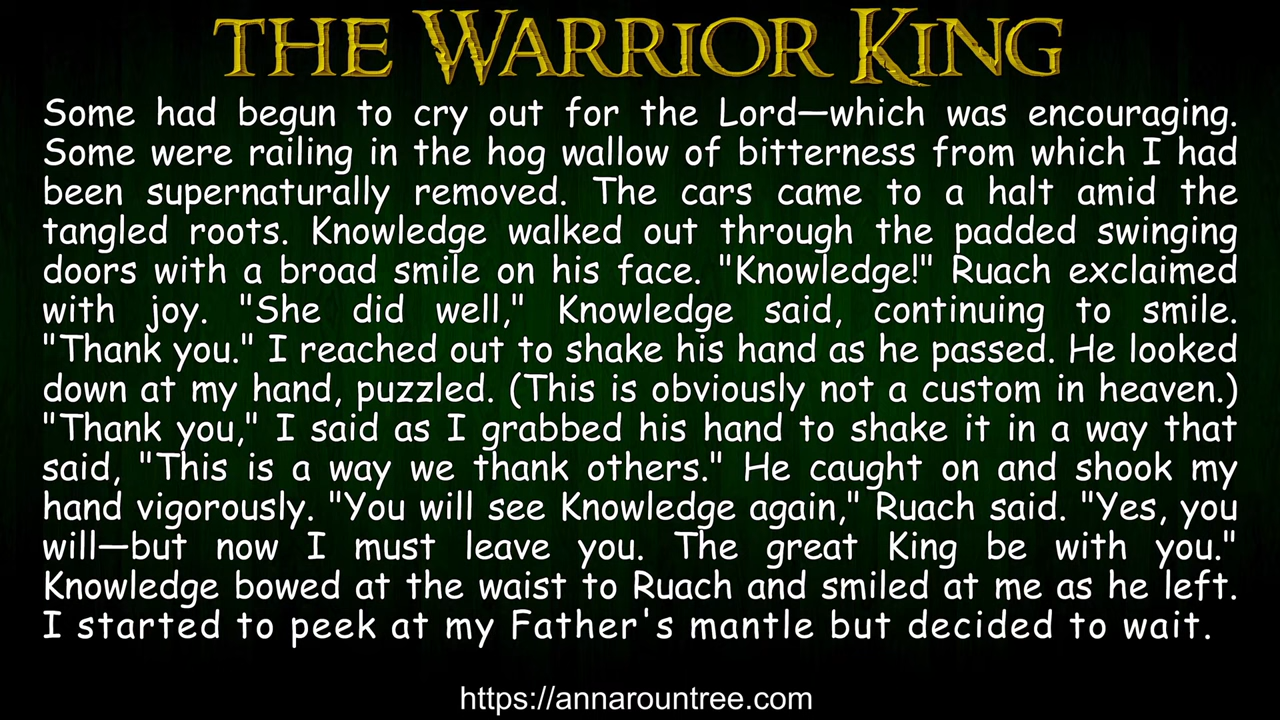 THE WARRIOR KING
Some had begun to cry out for the Lord—which was encouraging.
Some were railing in the hog wallow of bitterness from which I had
been supernaturally removed. The cars came to a halt amid the
tangled roots. Knowledge walked out through the padded swinging
doors with a broad smile on his face. "Knowledge!" Ruach exclaimed
with joy. "She did well," Knowledge said, continuing to smile.
"Thank you." I reached out to shake his hand as he passed. He looked
down at my hand, puzzled. (This is obviously not a custom in heaven.)
"Thank you," I said as I grabbed his hand to shake it in a way that
said, "This is a way we thank others." He caught on and shook my
hand vigorously. "You will see Knowledge again," Ruach said. "Yes, you
will—but now I must leave you. The great King be with you."
Knowledge bowed at the waist to Ruach and smiled at me as he left.
I started to peek at my Father's mantle but decided to wait.
https://annarountree.com